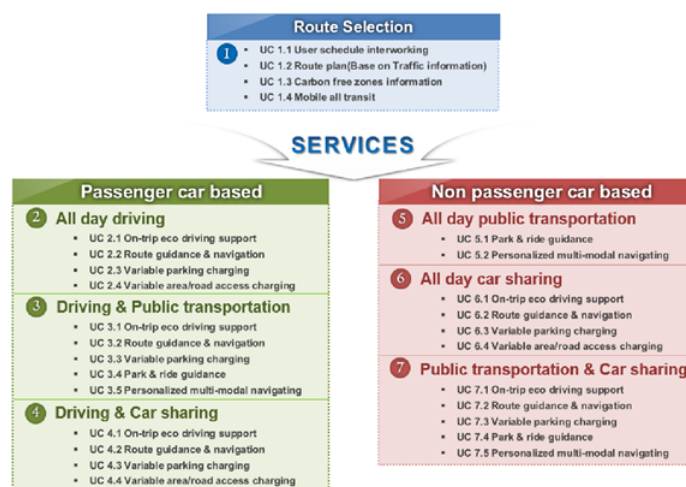 Route Selection
1
UC 1.1 User schedule interworking
UC 1.2 Route plan(Base on Traffic information)
UC 1.3 Carbon free zones information
UC 1.4 Mobile all transit
SERVICES
Passenger car based
2 All day driving
UC 2.1 On-trip eco driving support
UC 2.2 Route guidance & navigation
UC 2.3 Variable parking charging
UC 2.4 Variable area/road access charging
3 Driving & Public transportation
UC 3.1 On-trip eco driving support
UC 3.2 Route guidance & navigation
UC 3.3 Variable parking charging
UC 3.4 Park & ride guidance
UC 3.5 Personalized multi-modal navigating
4 Driving & Car sharing
UC 4.1 On-trip eco driving support
UC 4.2 Route guidance & navigation
UC 4.3 Variable parking charging
UC 4.4 Variable area/road access charging
Non passenger car based
5 All day public transportation
UC 5.1 Park & ride guidance
UC 5.2 Personalized multi-modal navigating
6 All day car sharing
UC 6.1 On-trip eco driving support
UC 6.2 Route guidance & navigation
UC 6.3 Variable parking charging
UC 6.4 Variable area/road access charging
7 Public transportation & Car sharing
UC 7.1 On-trip eco driving support
UC 7.2 Route guidance & navigation
UC 7.3 Variable parking charging
UC 7.4 Park & ride guidance
UC 7.5 Personalized multi-modal navigating